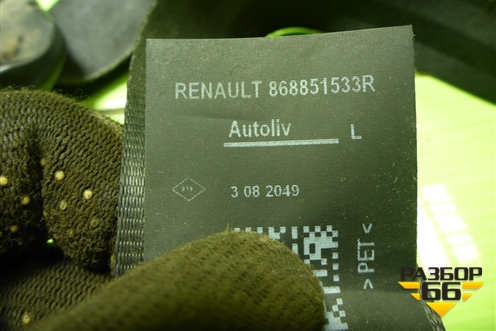 RENAULT 868851533R
Autoliv L
3 08 2049
> PET <
РАЗБОР
66